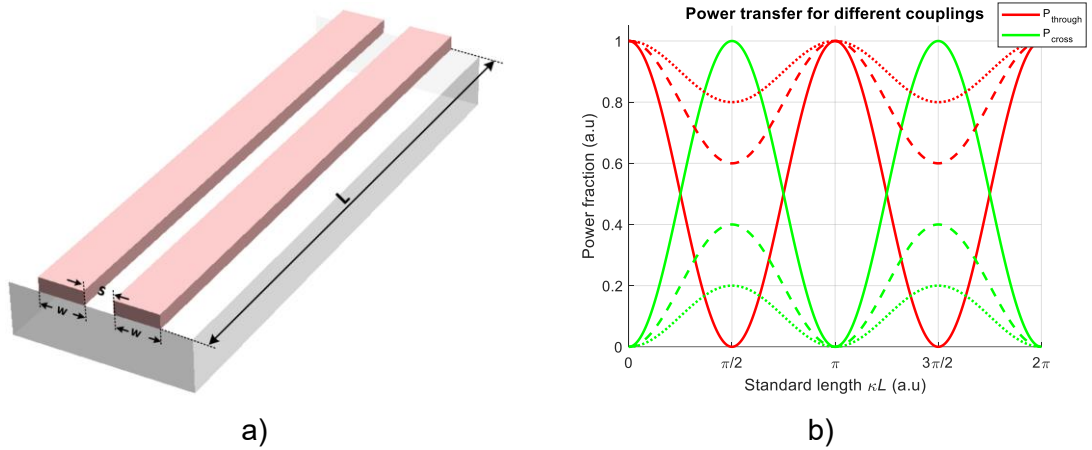 L
S
w
w
a)
Power transfer for different couplings
P_through
P_cross
1
0.8
0.6
0.4
0.2
0
Power fraction (a.u)
0 π/2 π 3π/2 2π
Standard length κL (a.u)
b)